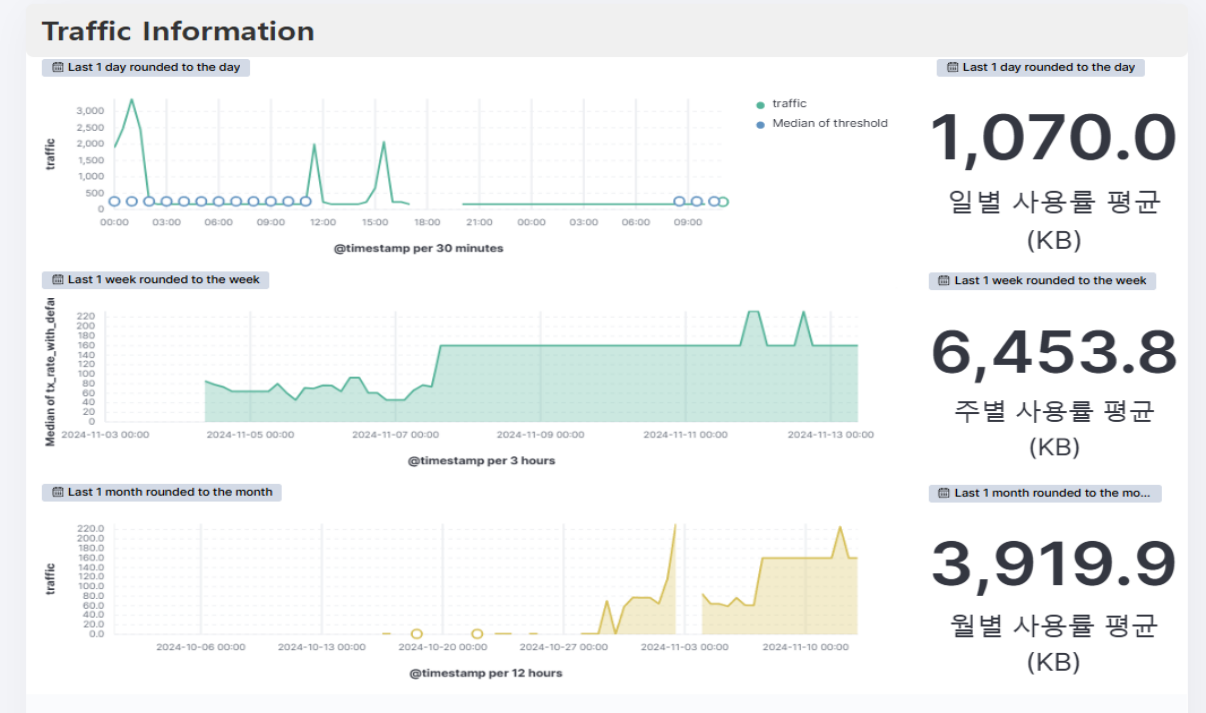 Traffic Information
Last 1 day rounded to the day
Last 1 day rounded to the day
traffic
3,000
2,500
2,000
1,500
1,000
500
0
00:00 03:00 06:00 09:00 12:00 15:00 18:00 21:00 00:00 03:00 06:00 09:00
@timestamp per 30 minutes
traffic
Median of threshold
1,070.0
일별 사용률 평균
(KB)
Last 1 week rounded to the week
Last 1 week rounded to the week
Median of tx_rate_with_defau
220
200
180
160
140
120
100
80
60
40
20
0
2024-11-03 00:00 2024-11-05 00:00 2024-11-07 00:00 2024-11-09 00:00 2024-11-11 00:00 2024-11-13 00:00
@timestamp per 3 hours
6,453.8
주별 사용률 평균
(KB)
Last 1 month rounded to the month
Last 1 month rounded to the mo...
traffic
220.0
200.0
180.0
160.0
140.0
120.0
100.0
80.0
60.0
40.0
20.0
0.0
2024-10-06 00:00 2024-10-13 00:00 2024-10-20 00:00 2024-10-27 00:00 2024-11-03 00:00 2024-11-10 00:00
@timestamp per 12 hours
3,919.9
월별 사용률 평균
(KB)